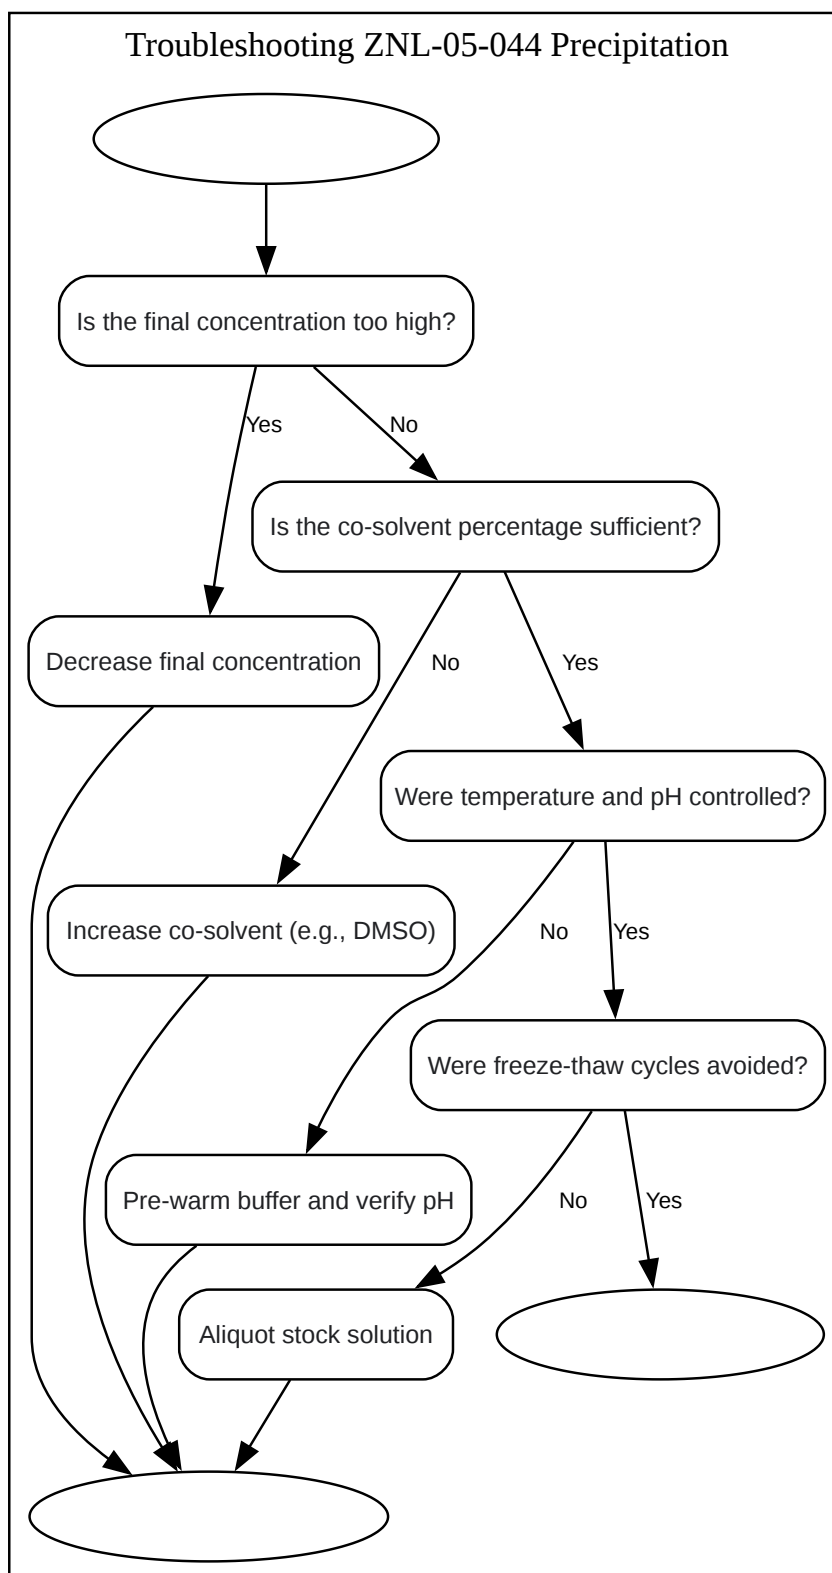 Troubleshooting ZNL-05-044 Precipitation
Is the final concentration too high?
Yes
No
Is the co-solvent percentage sufficient?
Decrease final concentration
No
Yes
Were temperature and pH controlled?
Increase co-solvent (e.g., DMSO)
No
Yes
Were freeze-thaw cycles avoided?
Pre-warm buffer and verify pH
No
Yes
Aliquot stock solution